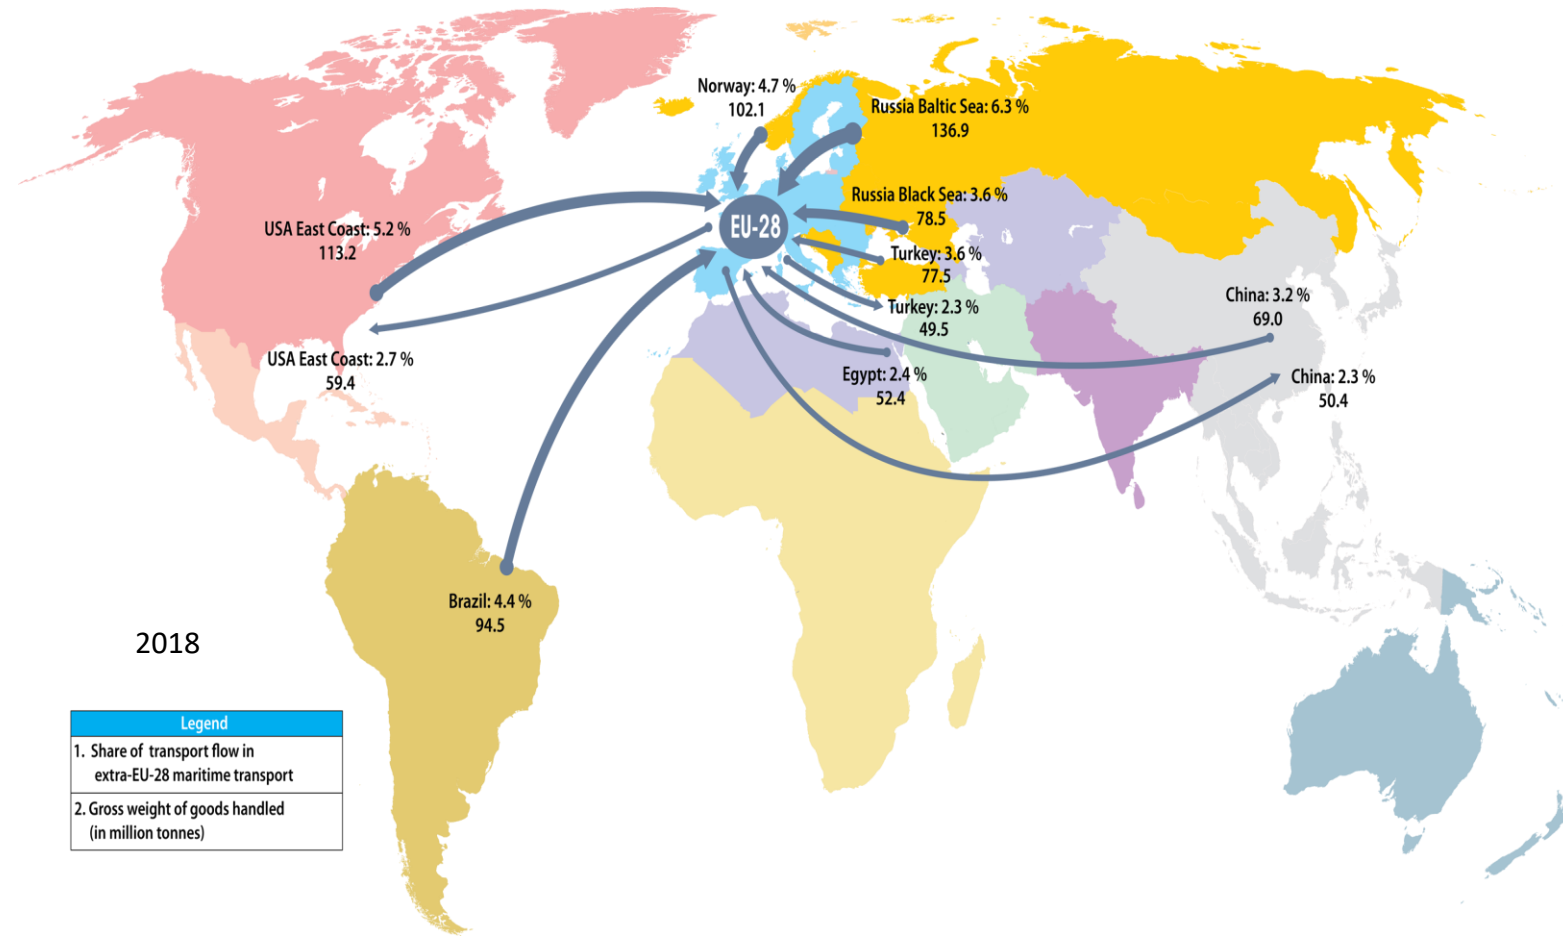 Norway: 4.7 %
102.1
Russia Baltic Sea: 6.3 %
136.9
Russia Black Sea: 3.6 %
78.5
USA East Coast: 5.2 %
113.2
EU-28
Turkey: 3.6 %
77.5
Turkey: 2.3 %
49.5
China: 3.2 %
69.0
USA East Coast: 2.7 %
59.4
Egypt: 2.4 %
52.4
China: 2.3 %
50.4
Brazil: 4.4 %
94.5
2018
Legend
1. Share of transport flow in
extra-EU-28 maritime transport
2. Gross weight of goods handled
(in million tonnes)